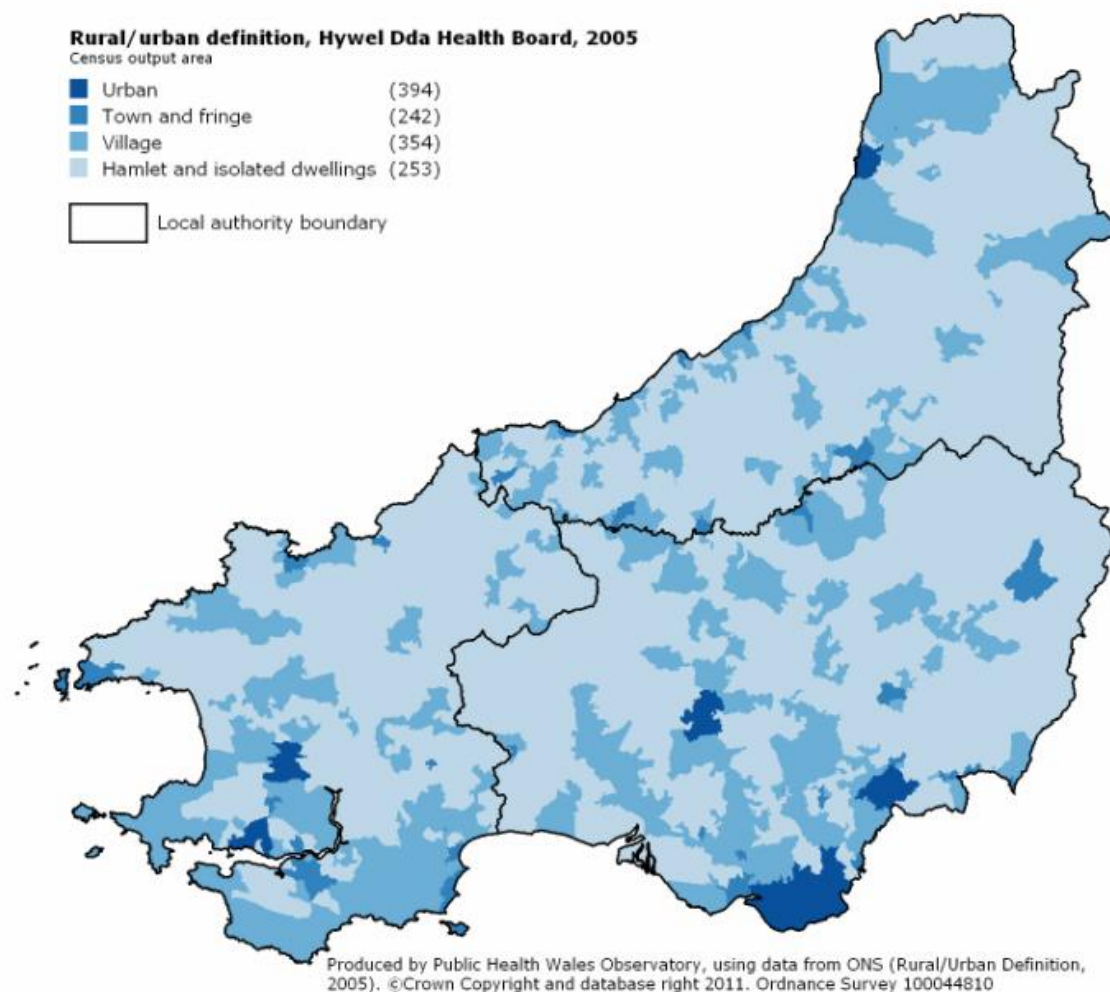 Rural/urban definition, Hywel Dda Health Board, 2005
Census output area
Urban (394)
Town and fringe (242)
Village (354)
Hamlet and isolated dwellings (253)
Local authority boundary
Produced by Public Health Wales Observatory, using data from ONS (Rural/Urban Definition,
2005). ©Crown Copyright and database right 2011. Ordnance Survey 100044810